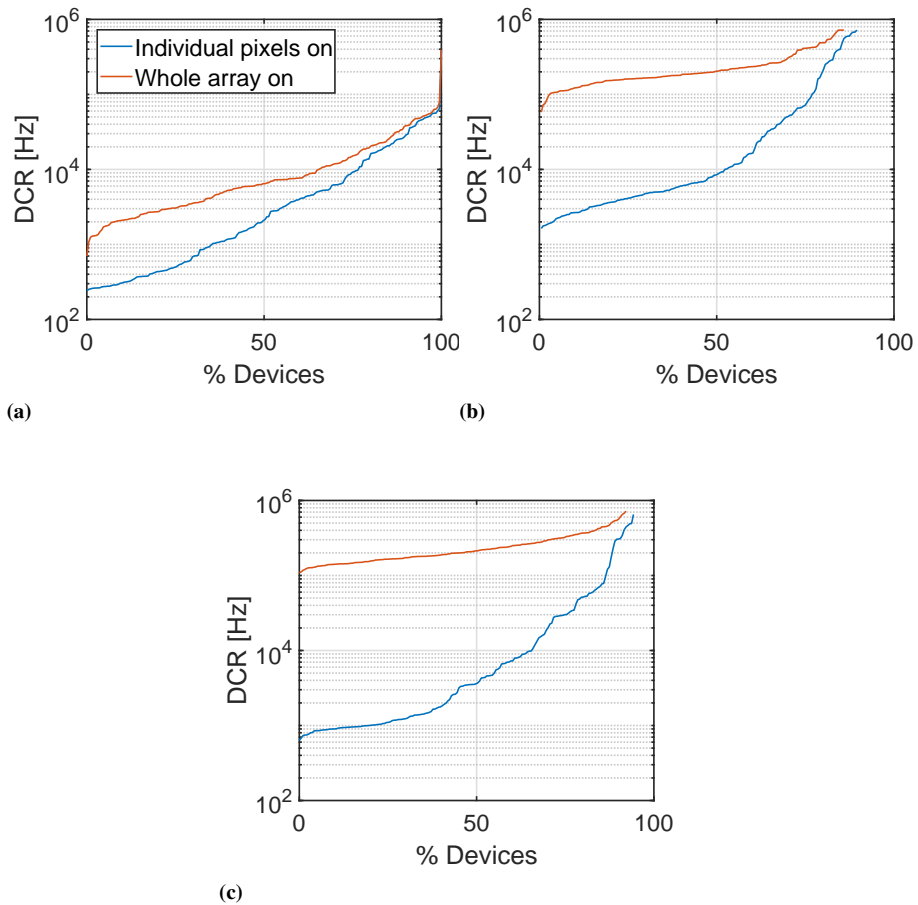 10^6
Individual pixels on
Whole array on
DCR [Hz]
10^4
10^2
0
50
100
% Devices
(a)
10^6
DCR [Hz]
10^4
10^2
0
50
100
% Devices
(b)
10^6
DCR [Hz]
10^4
10^2
0
50
100
% Devices
(c)